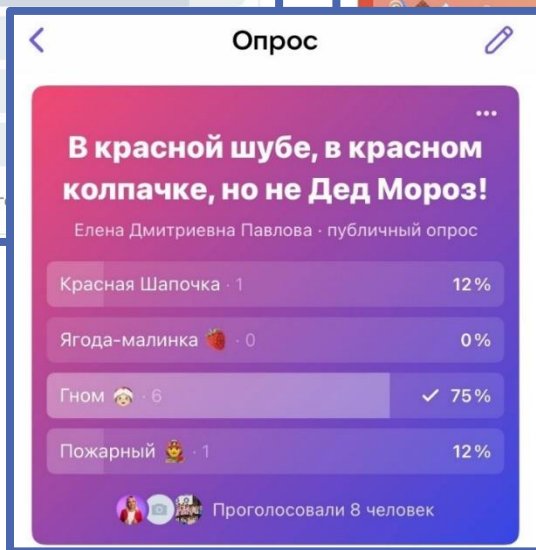 Опрос
В красной шубе, в красном
колпачке, но не Дед Мороз!
Елена Дмитриевна Павлова · публичный опрос
Красная Шапочка · 1 12%
Ягода-малинка 🍓 · 0 0%
Гном 🤶 · 6 ✓ 75%
Пожарный 🧑‍🚒 · 1 12%
Проголосовали 8 человек